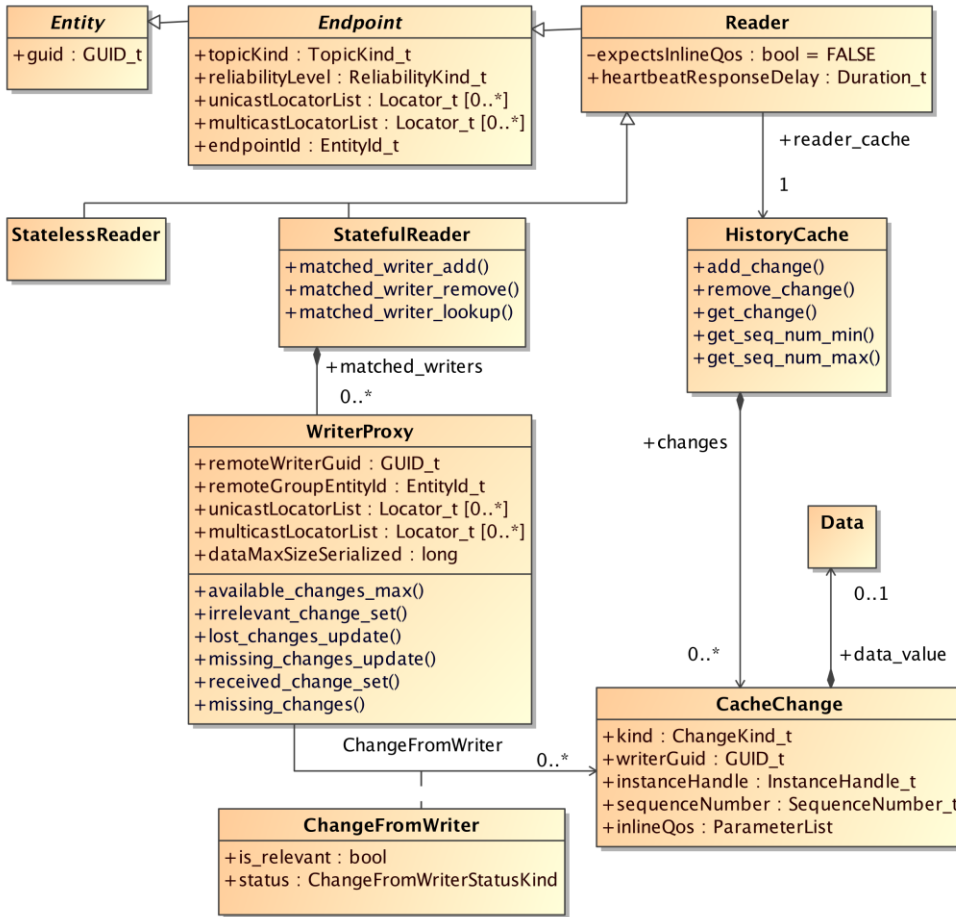 Entity
+guid : GUID_t
Endpoint
+topicKind : TopicKind_t
+reliabilityLevel : ReliabilityKind_t
+unicastLocatorList : Locator_t [0..*]
+multicastLocatorList : Locator_t [0..*]
+endpointId : EntityId_t
Reader
-expectsInlineQos : bool = FALSE
+heartbeatResponseDelay : Duration_t
+reader_cache
1
StatelessReader
StatefulReader
+matched_writer_add()
+matched_writer_remove()
+matched_writer_lookup()
HistoryCache
+add_change()
+remove_change()
+get_change()
+get_seq_num_min()
+get_seq_num_max()
+matched_writers
0..*
WriterProxy
+remoteWriterGuid : GUID_t
+remoteGroupEntityId : EntityId_t
+unicastLocatorList : Locator_t [0..*]
+multicastLocatorList : Locator_t [0..*]
+dataMaxSizeSerialized : long
+available_changes_max()
+irrelevant_change_set()
+lost_changes_update()
+missing_changes_update()
+received_change_set()
+missing_changes()
+changes
0..*
Data
0..1
+data_value
CacheChange
+kind : ChangeKind_t
+writerGuid : GUID_t
+instanceHandle : InstanceHandle_t
+sequenceNumber : SequenceNumber_t
+inlineQos : ParameterList
ChangeFromWriter
0..*
ChangeFromWriter
+is_relevant : bool
+status : ChangeFromWriterStatusKind